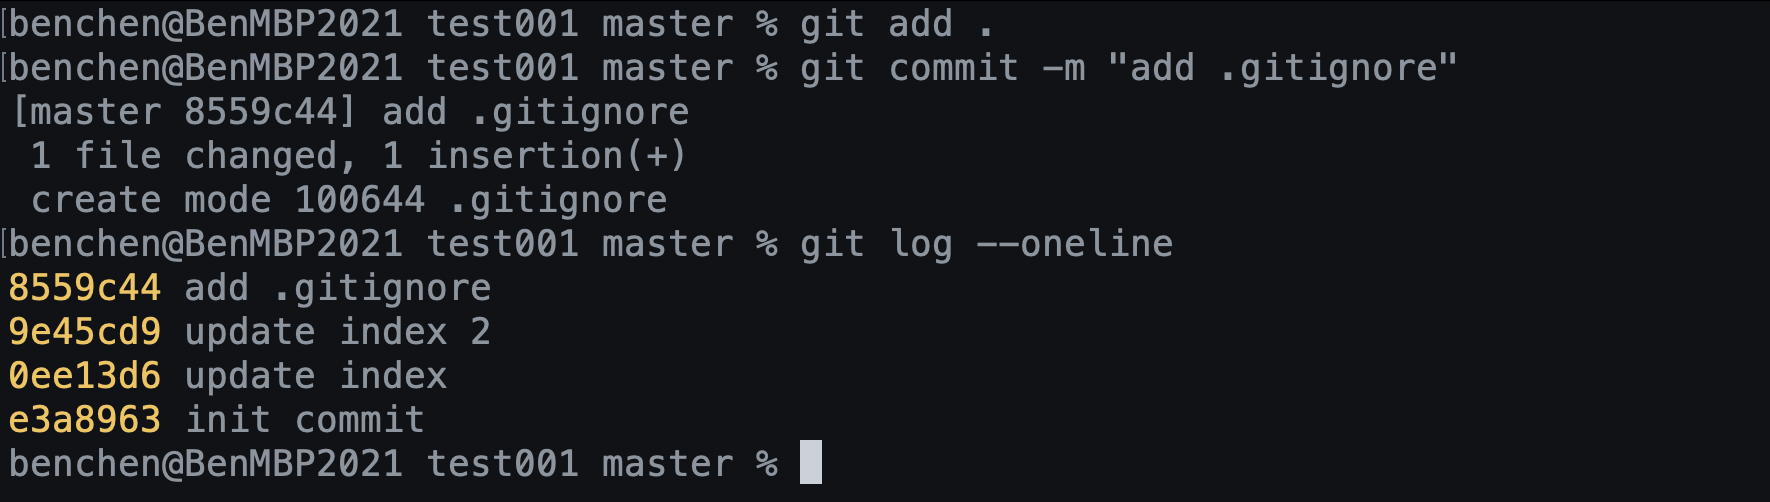 [benchen@BenMBP2021 test001 master % git add .
[benchen@BenMBP2021 test001 master % git commit -m "add .gitignore"
[master 8559c44] add .gitignore
 1 file changed, 1 insertion(+)
 create mode 100644 .gitignore
[benchen@BenMBP2021 test001 master % git log --oneline
8559c44 add .gitignore
9e45cd9 update index 2
0ee13d6 update index
e3a8963 init commit
benchen@BenMBP2021 test001 master %